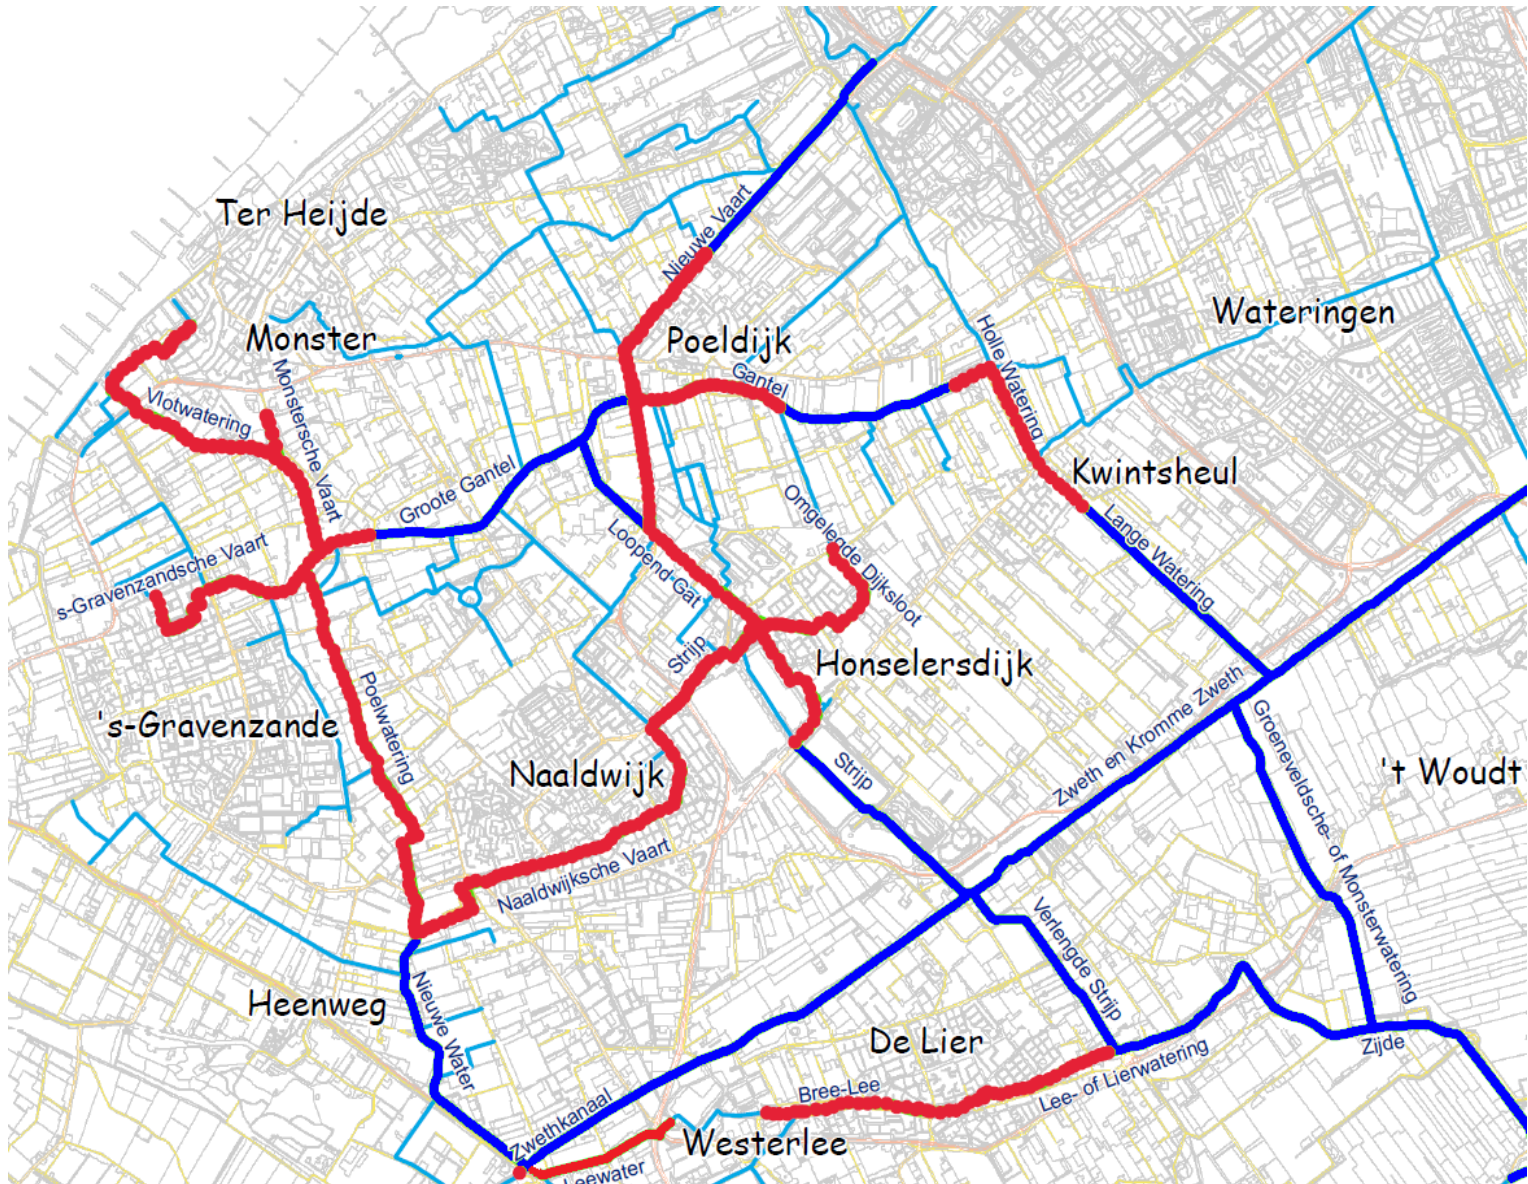 Ter Heijde
Nieuwe Vaart
Monster
Poeldijk
Wateringen
Holle Watering
Gantel
Vlotwatering
Monstersche Vaart
Groote Gantel
Kwintsheul
Lange Watering
Omgelegde Dijksloot
Loopend Gat
s-Gravenzandsche Vaart
Strijp
Honselersdijk
Poelwatering
's-Gravenzande
Naaldwijk
Strijp
Zweth en Kromme Zweth
Groeneveldsche- of Monsterwatering
't Woudt
Naaldwijksche Vaart
Verlengde Strijp
Heenweg
Nieuwe Water
De Lier
Zijde
Bree-Lee
Lee- of Lierwatering
Zwethkanaal
Westerlee
Leewater